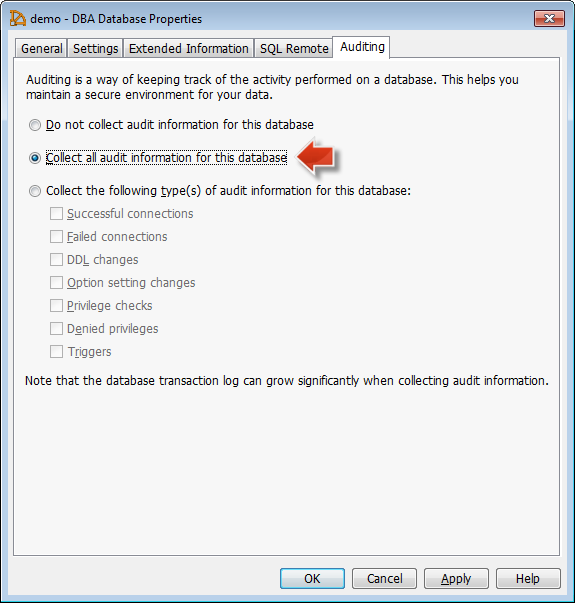 demo - DBA Database Properties
General Settings Extended Information SQL Remote Auditing
Auditing is a way of keeping track of the activity performed on a database. This helps you
maintain a secure environment for your data.
Do not collect audit information for this database
Collect all audit information for this database
Collect the following type(s) of audit information for this database:
Successful connections
Failed connections
DDL changes
Option setting changes
Privilege checks
Denied privileges
Triggers
Note that the database transaction log can grow significantly when collecting audit information.
OK Cancel Apply Help